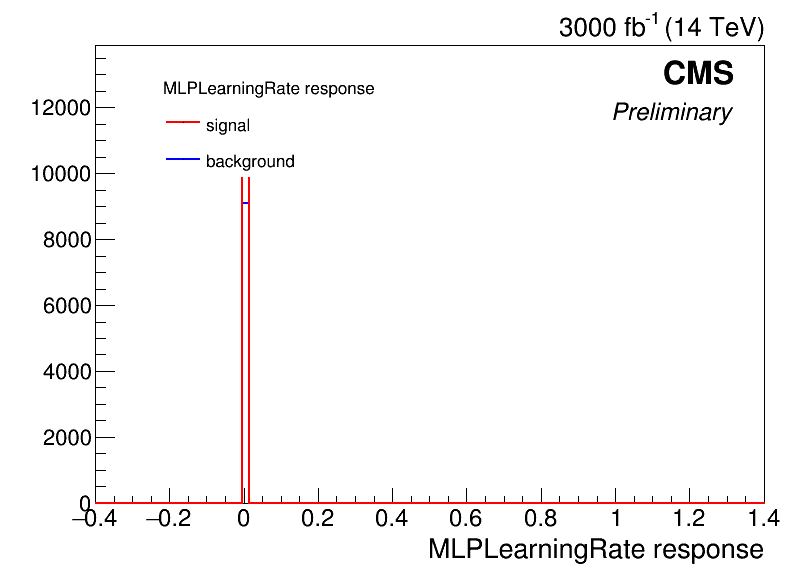 3000 fb-1 (14 TeV)
CMS
Preliminary
MLPLearningRate response
signal
background
12000
10000
8000
6000
4000
2000
0
−0.4 −0.2 0 0.2 0.4 0.6 0.8 1 1.2 1.4
MLPLearningRate response